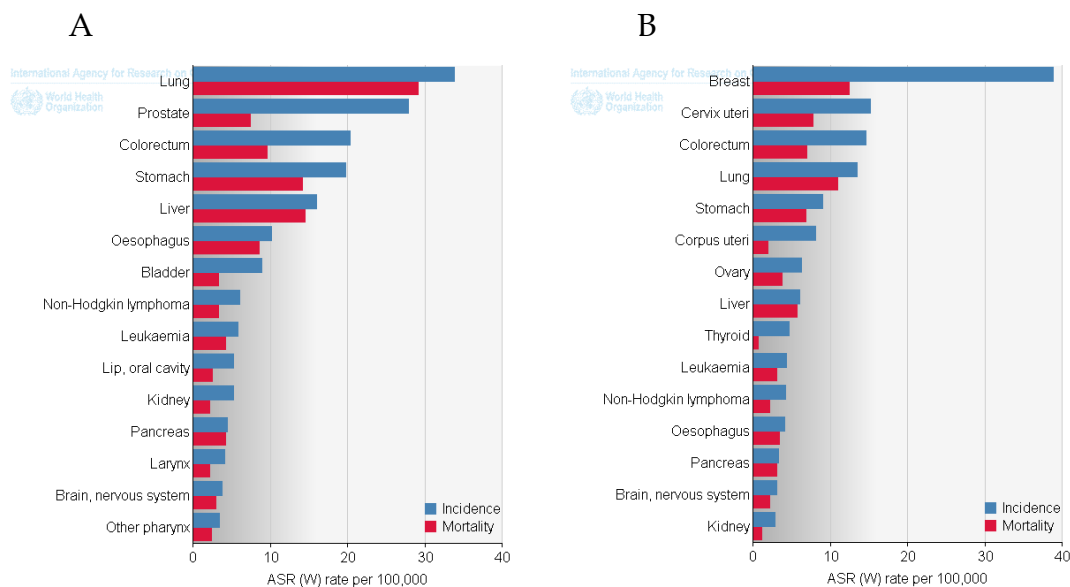 A
International Agency for Research on
World Health
Organization
Lung
Prostate
Colorectum
Stomach
Liver
Oesophagus
Bladder
Non-Hodgkin lymphoma
Leukaemia
Lip, oral cavity
Kidney
Pancreas
Larynx
Brain, nervous system
Other pharynx
Incidence
Mortality
0 10 20 30 40
ASR (W) rate per 100,000
B
International Agency for Research on
World Health
Organization
Breast
Cervix uteri
Colorectum
Lung
Stomach
Corpus uteri
Ovary
Liver
Thyroid
Leukaemia
Non-Hodgkin lymphoma
Oesophagus
Pancreas
Brain, nervous system
Kidney
Incidence
Mortality
0 10 20 30 40
ASR (W) rate per 100,000